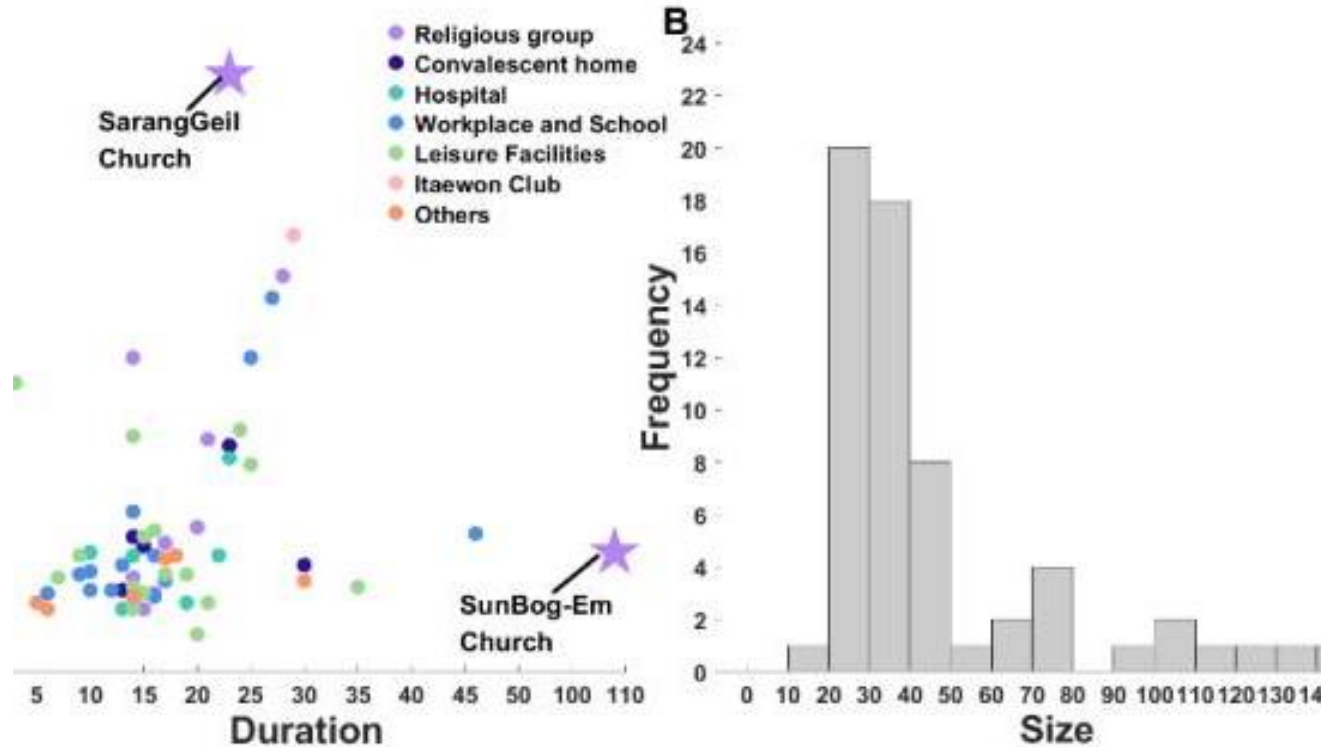 SarangGeil
Church
Religious group
Convalescent home
Hospital
Workplace and School
Leisure Facilities
Itaewon Club
Others
SunBog-Em
Church
5 10 15 20 25 30 35 40 45 50 100 110
Duration
B
24
22
20
18
16
14
12
10
8
6
4
2
0
Frequency
0 10 20 30 40 50 60 70 80 90 100 110 120 130 14
Size